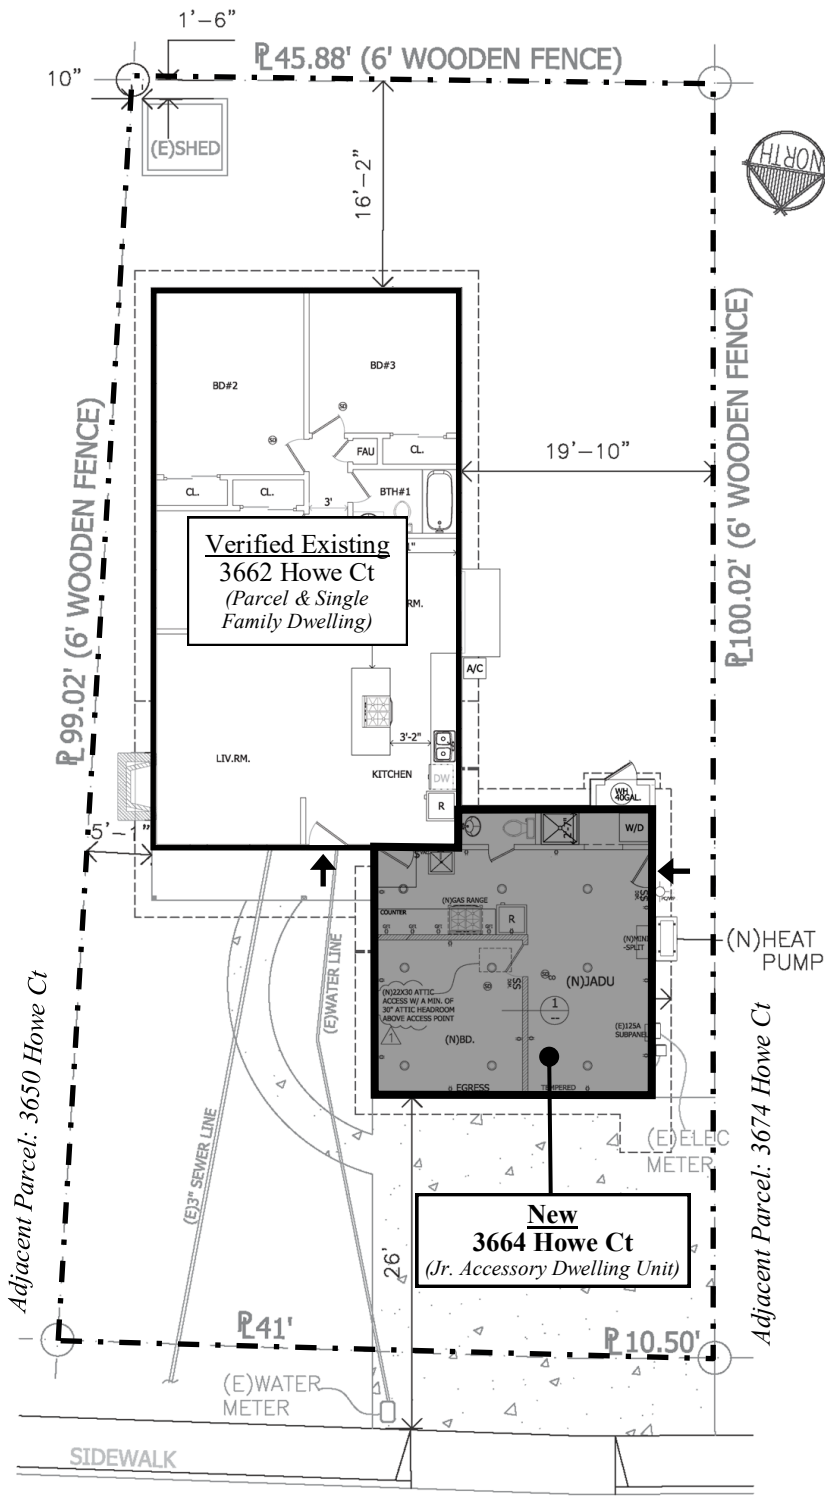 1'-6"
℄45.88' (6' WOODEN FENCE)
10"
(E)SHED
NORTH
16'-2"
BD#2
BD#3
SD
SD
FAU
CL.
19'-10"
CL.
CL.
BTH#1
3'
℄99.02' (6' WOODEN FENCE)
℄100.02' (6' WOODEN FENCE)
Verified Existing
3662 Howe Ct
(Parcel & Single
Family Dwelling)
RM.
A/C
3'-2"
LIV.RM.
KITCHEN
DW
R
WH
40GAL.
5'-1"
2'-7"
W/D
(N)GAS RANGE
COUNTER
R
(E)WATER LINE
(N)MINI
-SPLIT
(N)HEAT
PUMP
(N)JADU
(N)22X30 ATTIC
ACCESS W/ A MIN. OF
30" ATTIC HEADROOM
ABOVE ACCESS POINT
1
--
1
(E)125A
SUBPANEL
(N)BD.
EGRESS
TEMPERED
Adjacent Parcel: 3650 Howe Ct
Adjacent Parcel: 3674 Howe Ct
(E)3" SEWER LINE
(E)ELEC
METER
New
3664 Howe Ct
(Jr. Accessory Dwelling Unit)
26'
℄41'
℄10.50'
(E)WATER
METER
SIDEWALK